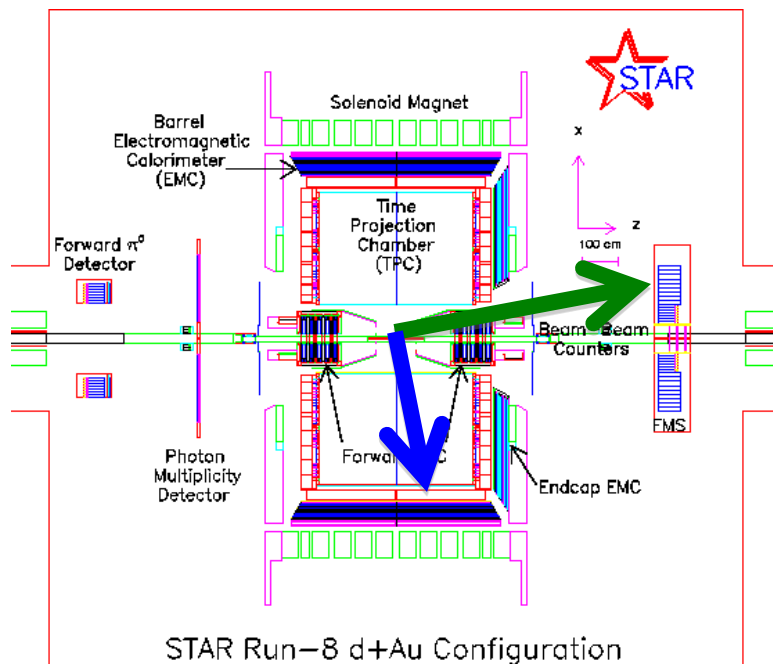 STAR
Solenoid Magnet
Barrel
Electromagnetic
Calorimeter
(EMC)
x
z
100 cm
Time
Projection
Chamber
(TPC)
Forward π⁰
Detector
Beam
Beam
Counters
FMS
Photon
Multiplicity
Detector
Forward
Endcap EMC
STAR Run-8 d+Au Configuration